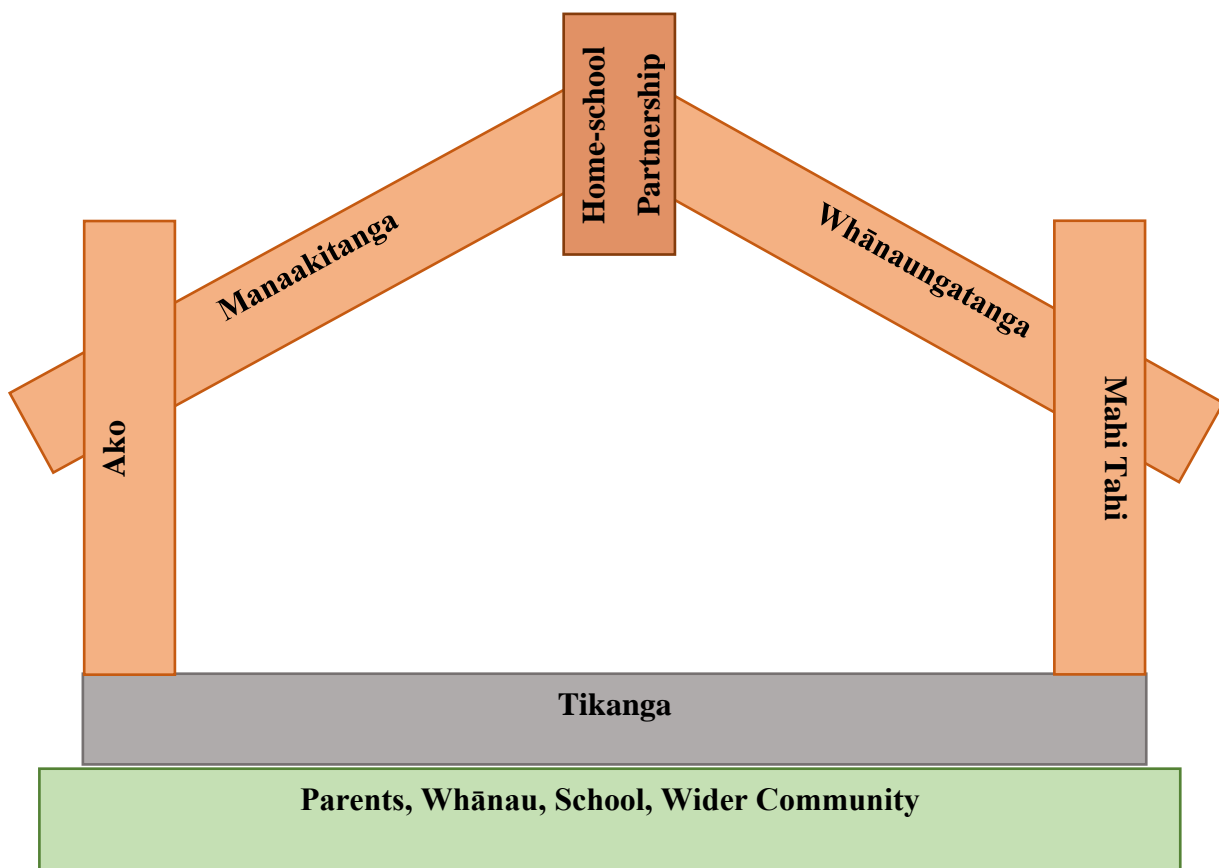 Home-school
Partnership
Manaakitanga
Whānaungatanga
Ako
Mahi Tahi
Tikanga
Parents, Whānau, School, Wider Community